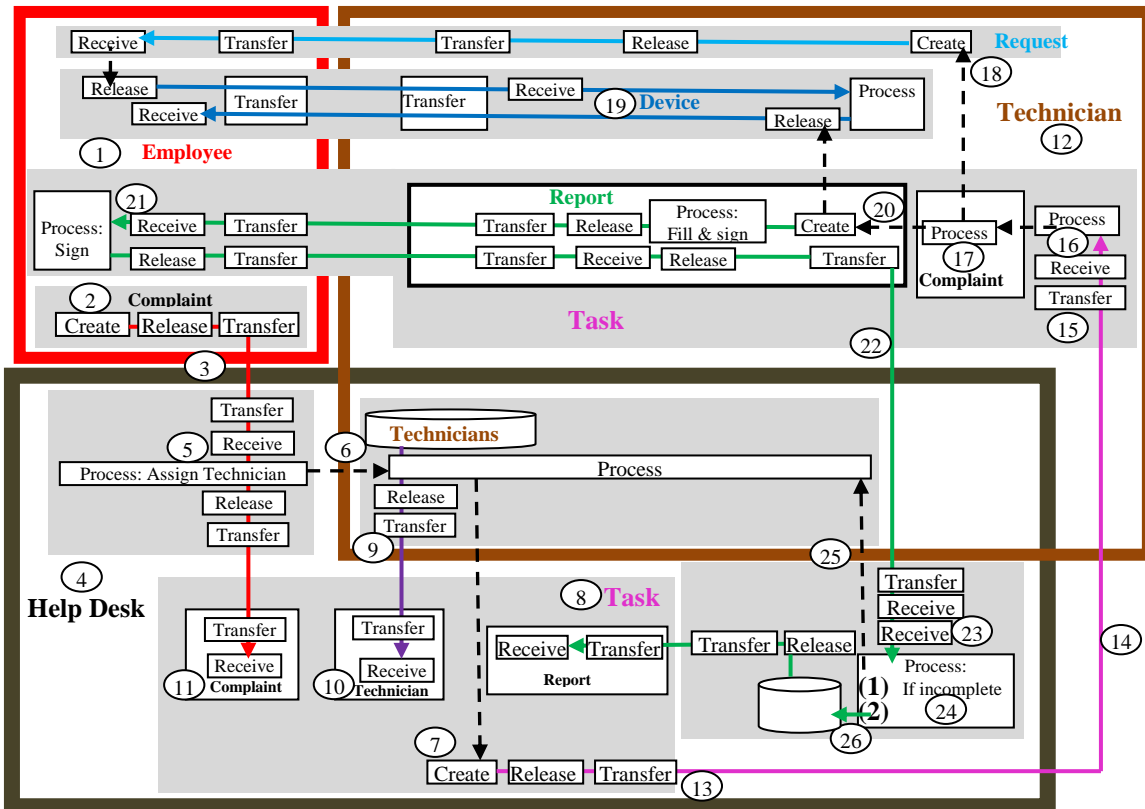 Receive
Transfer
Transfer
Release
Create
Request
18
Release
Transfer
Transfer
Receive
19
Device
Process
Receive
Release
Technician
12
1
Employee
Report
21
Process:
Sign
Receive
Transfer
Transfer
Release
Process:
Fill & sign
Create
20
Process
17
Complaint
Process
16
Release
Transfer
Transfer
Receive
Release
Transfer
Receive
Transfer
15
2
Complaint
Create
Release
Transfer
Task
3
22
Transfer
5
Receive
Process: Assign Technician
Release
Transfer
6
Technicians
Process
Release
Transfer
9
25
4
Help Desk
8
Task
Transfer
Receive
Receive
23
14
Transfer
Receive
11
Complaint
Transfer
Receive
10
Technician
Receive
Transfer
Report
Transfer
Release
Process:
(1)
If incomplete
(2)
24
26
7
Create
Release
Transfer
13